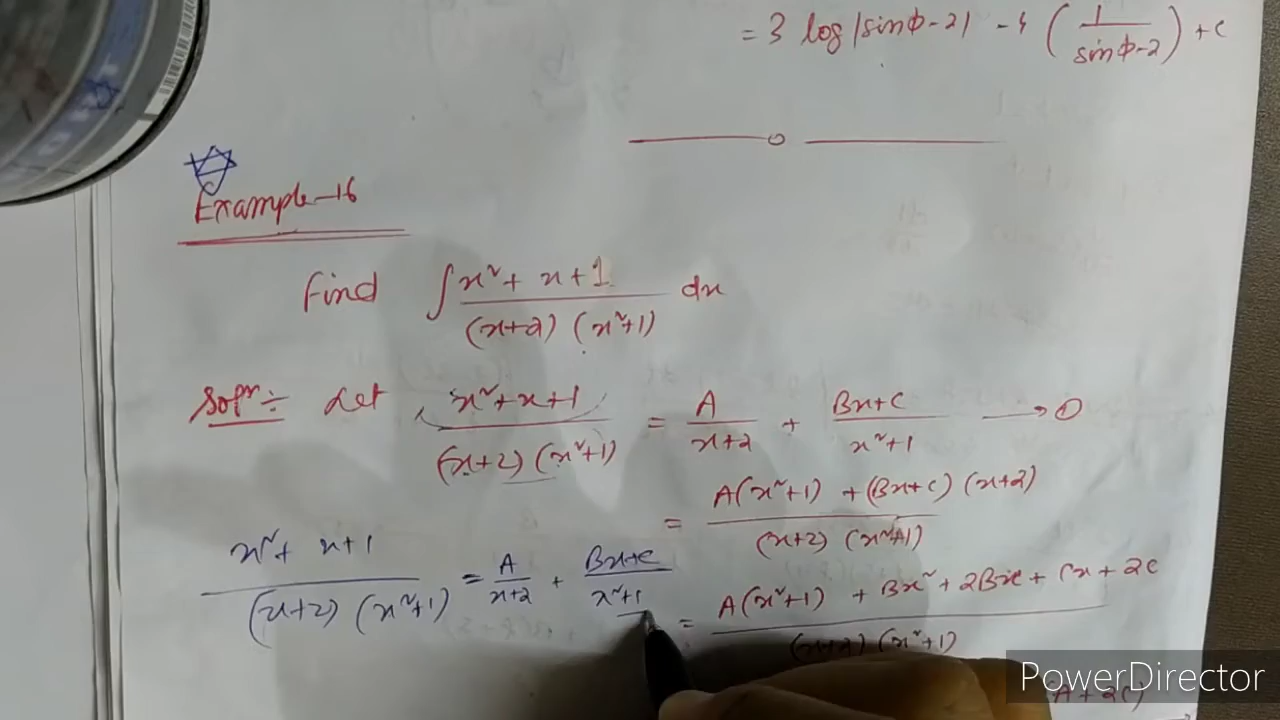 = 3 log |sinφ-2| - 4 ( 1 / sinφ-2 ) + c
Example-16
Find ∫ x² + x + 1 / (x+2) (x²+1) dx
Solⁿ ÷ Let x² + x + 1 / (x+2) (x²+1) = A / x+2 + Bx+C / x²+1 → ①
= A(x²+1) + (Bx+C) (x+2) / (x+2) (x²+1)
x² + x + 1 / (x+2) (x²+1) = A / x+2 + Bx+C / x²+1
= A(x²+1) + Bx² + 2Bx + Cx + 2C / (x+2) (x²+1)
A + 2C)
PowerDirector